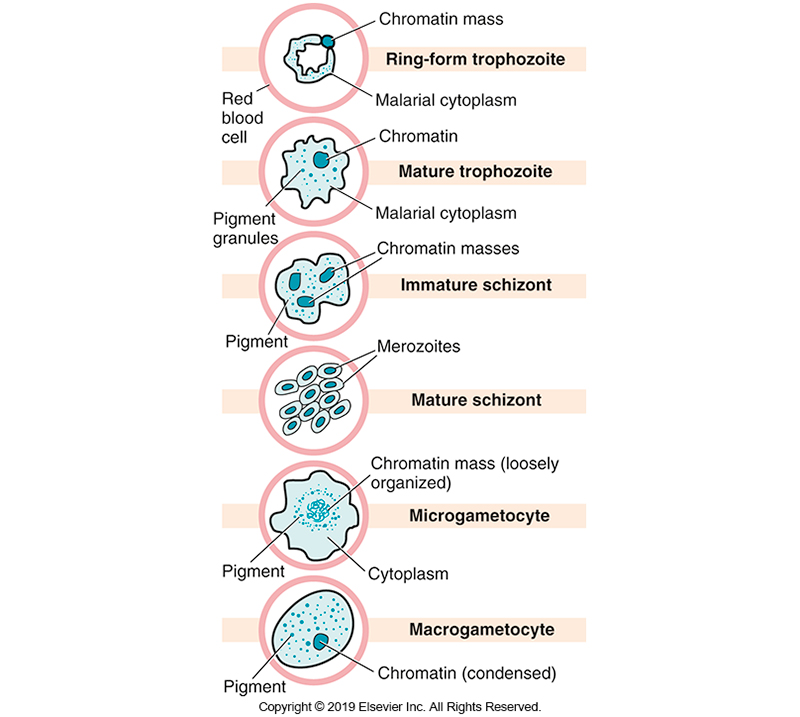 Chromatin mass
Ring-form trophozoite
Red
blood
cell
Malarial cytoplasm
Chromatin
Mature trophozoite
Pigment
granules
Malarial cytoplasm
Chromatin masses
Immature schizont
Pigment
Merozoites
Mature schizont
Chromatin mass (loosely
organized)
Microgametocyte
Pigment
Cytoplasm
Macrogametocyte
Chromatin (condensed)
Pigment
Copyright © 2019 Elsevier Inc. All Rights Reserved.